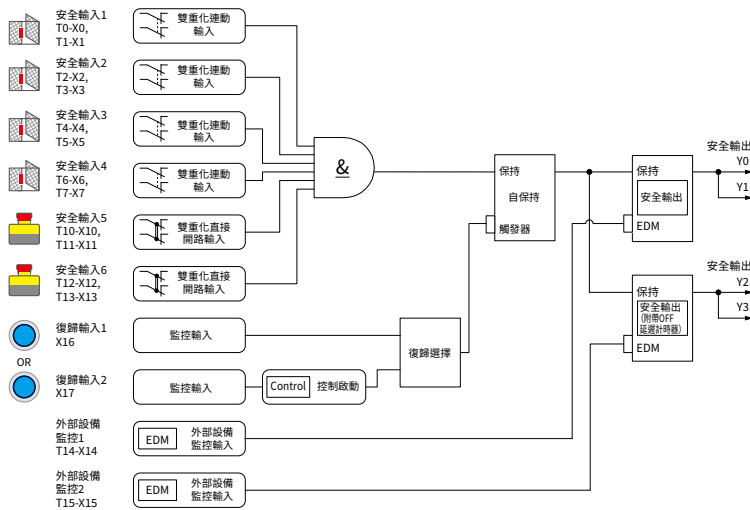 安全輸入1
T0-X0,
T1-X1
雙重化連動
輸入
安全輸入2
T2-X2,
T3-X3
雙重化連動
輸入
安全輸入3
T4-X4,
T5-X5
雙重化連動
輸入
安全輸入4
T6-X6,
T7-X7
雙重化連動
輸入
安全輸入5
T10-X10,
T11-X11
雙重化直接
開路輸入
安全輸入6
T12-X12,
T13-X13
雙重化直接
開路輸入
復歸輸入1
X16
監控輸入
OR
復歸輸入2
X17
監控輸入
Control 控制啟動
外部設備
監控1
T14-X14
EDM
外部設備
監控輸入
外部設備
監控2
T15-X15
EDM
外部設備
監控輸入
&
復歸選擇
保持
自保持
觸發器
保持
安全輸出
EDM
安全輸出
Y0
Y1
保持
安全輸出
(附帶OFF
延遲計時器)
EDM
安全輸出
Y2
Y3